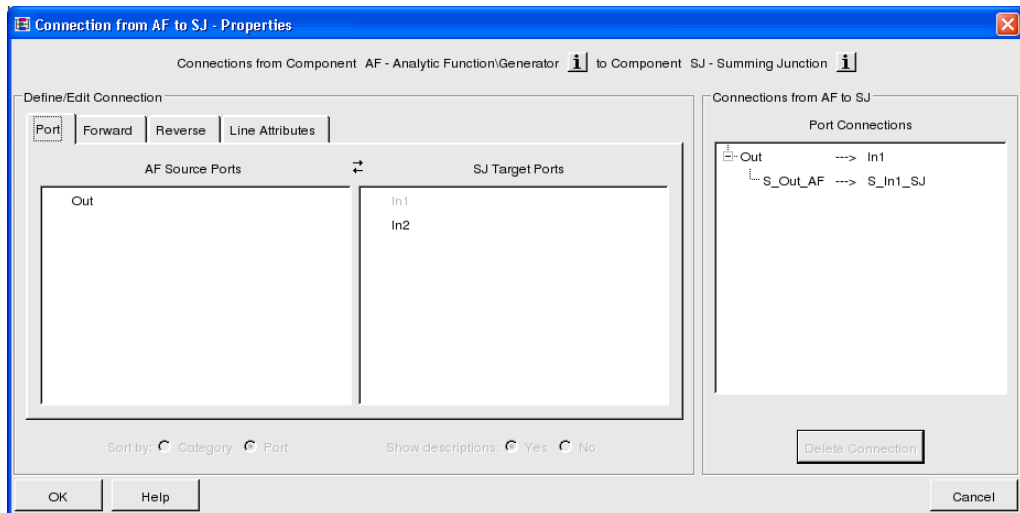 Connection from AF to SJ - Properties
Connections from Component AF - Analytic Function\Generator i to Component SJ - Summing Junction i
Define/Edit Connection
Port Forward Reverse Line Attributes
AF Source Ports ⇄ SJ Target Ports
Out
In1
In2
Sort by: Category Port Show descriptions: Yes No
Connections from AF to SJ
Port Connections
Out ---> In1
S_Out_AF ---> S_In1_SJ
Delete Connection
OK Help Cancel